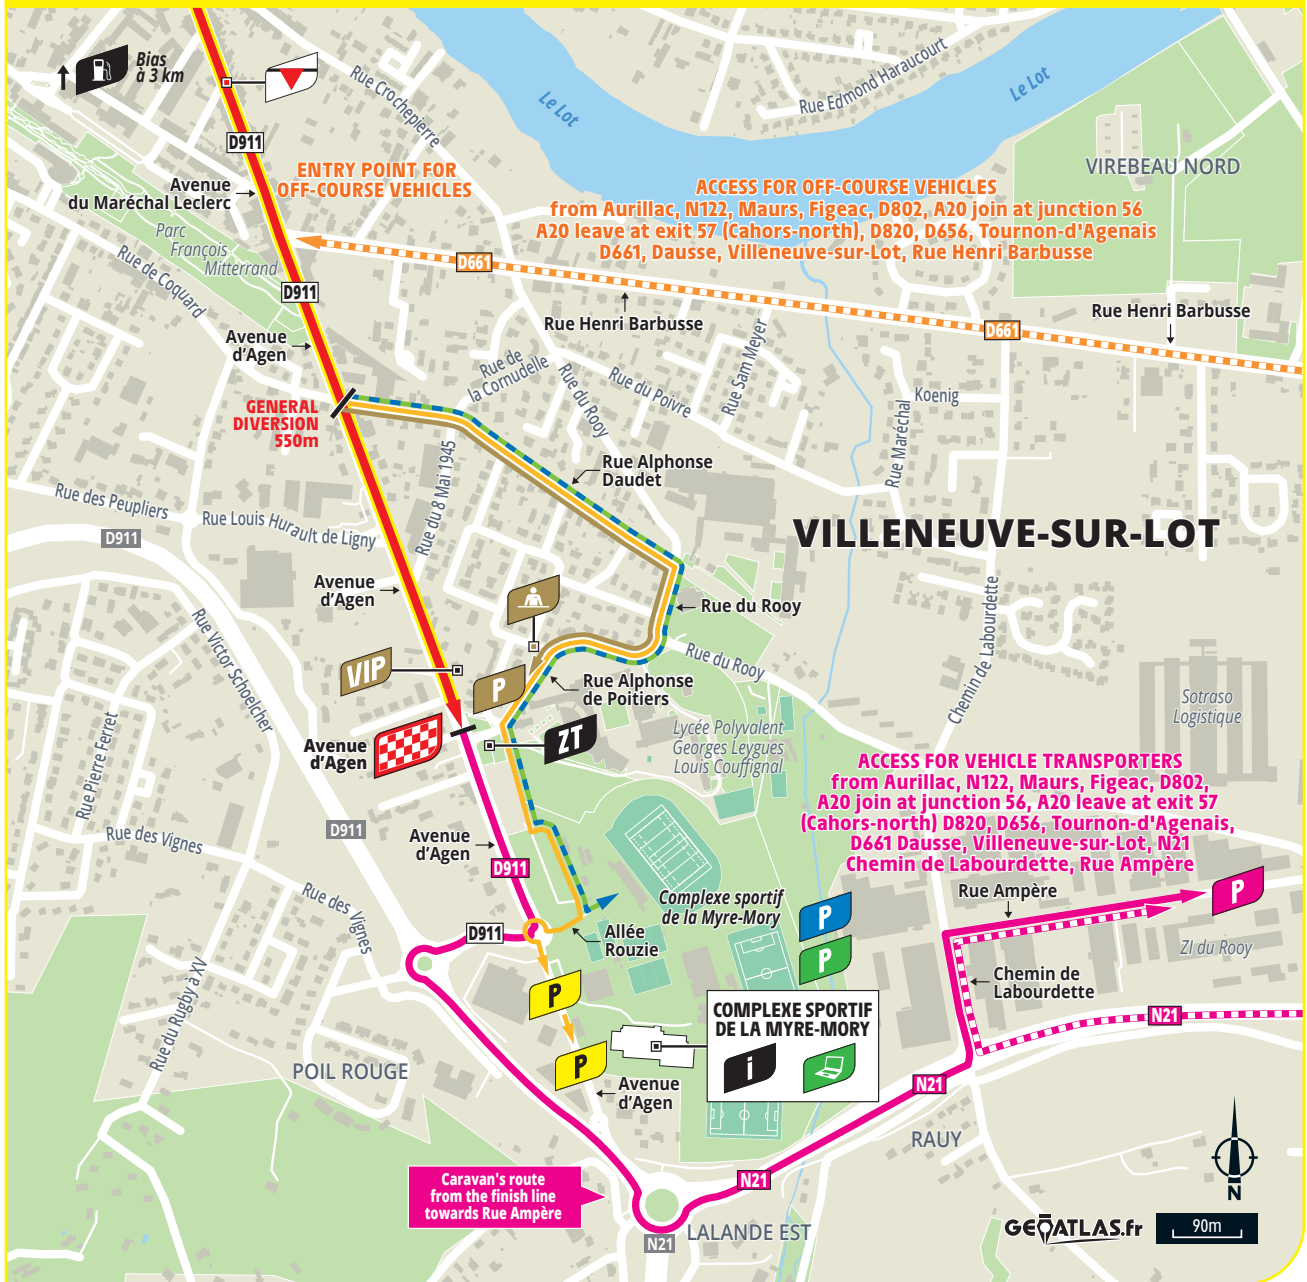 Bias
à 3 km
Rue Crochepierre
Le Lot
Rue Edmond Haraucourt
Le Lot
D911
VIREBEAU NORD
ENTRY POINT FOR
OFF-COURSE VEHICLES
Avenue
du Maréchal Leclerc
ACCESS FOR OFF-COURSE VEHICLES
from Aurillac, N122, Maurs, Figeac, D802, A20 join at junction 56
A20 leave at exit 57 (Cahors-north), D820, D656, Tournon-d'Agenais
D661, Dausse, Villeneuve-sur-Lot, Rue Henri Barbusse
Parc
François
Mitterrand
Rue de Coquard
D661
D911
Rue Henri Barbusse
Rue Henri Barbusse
D661
Avenue
d'Agen
Rue de
la Cornudelle
Rue du Rooy
Rue du Poivre
Rue Sam Meyer
Rue Maréchal
Koenig
GENERAL
DIVERSION
550m
Rue du 8 Mai 1945
Rue Alphonse
Daudet
Rue des Peupliers
Rue Louis Hurault de Ligny
D911
VILLENEUVE-SUR-LOT
Avenue
d'Agen
Rue du Rooy
Rue Victor Schoelcher
Chemin de Labourdette
VIP
P
Rue du Rooy
Rue Alphonse
de Poitiers
Sotraso
Logistique
Rue Pierre Ferret
Avenue
d'Agen
ZT
Lycée Polyvalent
Georges Leygues
Louis Couffignal
ACCESS FOR VEHICLE TRANSPORTERS
from Aurillac, N122, Maurs, Figeac, D802,
A20 join at junction 56, A20 leave at exit 57
(Cahors-north) D820, D656, Tournon-d'Agenais,
D661 Dausse, Villeneuve-sur-Lot, N21
Chemin de Labourdette, Rue Ampère
Rue des Vignes
D911
Avenue
d'Agen
D911
Rue des Vignes
Complexe sportif
de la Myre-Mory
P
P
Rue Ampère
P
D911
Allée
Rouzie
ZI du Rooy
Chemin de
Labourdette
Rue du Rugby à XV
P
COMPLEXE SPORTIF
DE LA MYRE-MORY
i
N21
POIL ROUGE
P
Avenue
d'Agen
N21
RAUY
Caravan's route
from the finish line
towards Rue Ampère
N21
N21
LALANDE EST
N
GEOATLAS.fr
90m